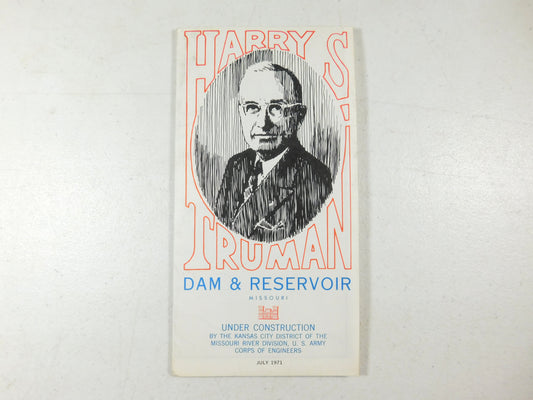 HARRY S
TRUMAN
DAM & RESERVOIR
MISSOURI
UNDER CONSTRUCTION
BY THE KANSAS CITY DISTRICT OF THE
MISSOURI RIVER DIVISION, U. S. ARMY
CORPS OF ENGINEERS
JULY 1971